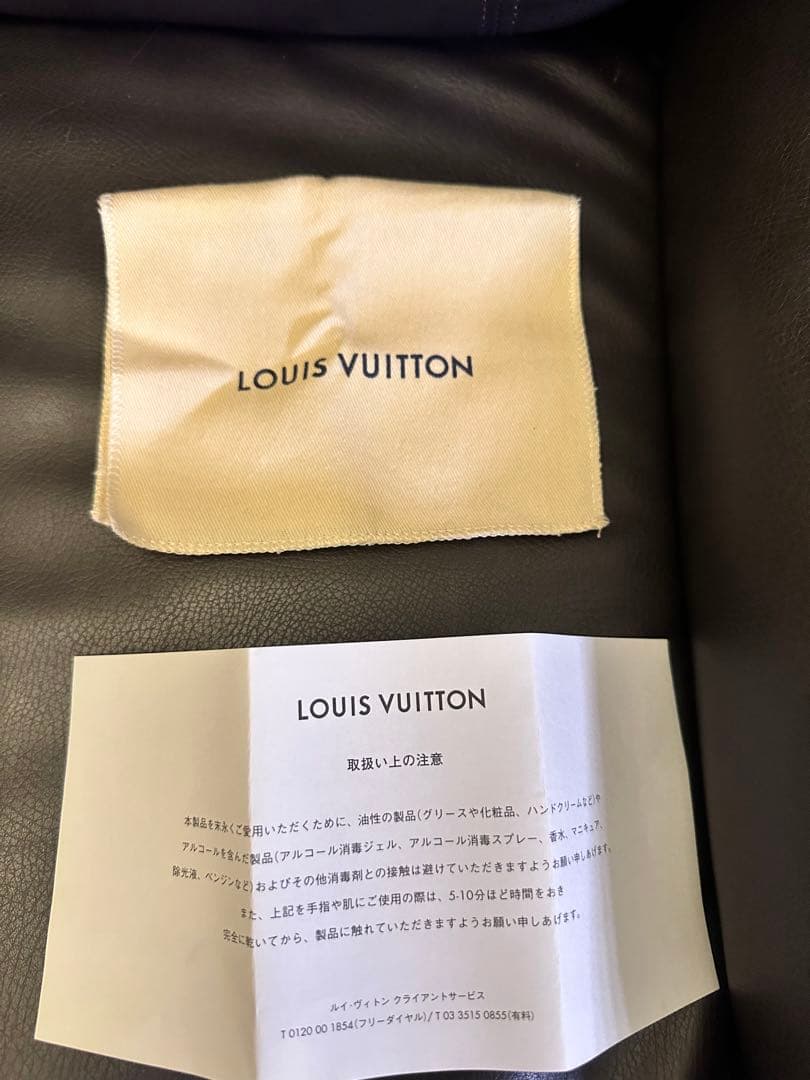 LOUIS VUITTON
LOUIS VUITTON
取扱い上の注意
本製品を末永くご愛用いただくために、油性の製品(グリースや化粧品、ハンドクリームなど)や
アルコールを含んだ製品(アルコール消毒ジェル、アルコール消毒スプレー、香水、マニキュア、
除光液、ベンジンなど)およびその他消毒剤との接触は避けていただきますようお願い申しあげます。
また、上記を手指や肌にご使用の際は、5-10分ほど時間をおき
完全に乾いてから、製品に触れていただきますようお願い申しあげます。
ルイ・ヴィトン クライアントサービス
T 0120 00 1854(フリーダイヤル)/ T 03 3515 0855(有料)